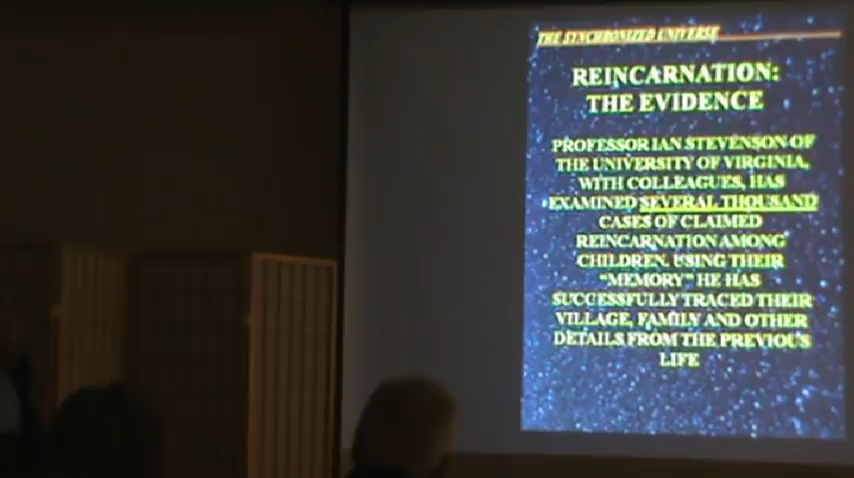 THE SYNCHRONIZED UNIVERSE
REINCARNATION:
THE EVIDENCE
PROFESSOR IAN STEVENSON OF
THE UNIVERSITY OF VIRGINIA,
WITH COLLEAGUES, HAS
EXAMINED SEVERAL THOUSAND
CASES OF CLAIMED
REINCARNATION AMONG
CHILDREN. USING THEIR
"MEMORY" HE HAS
SUCCESSFULLY TRACED THEIR
VILLAGE, FAMILY AND OTHER
DETAILS FROM THE PREVIOUS
LIFE